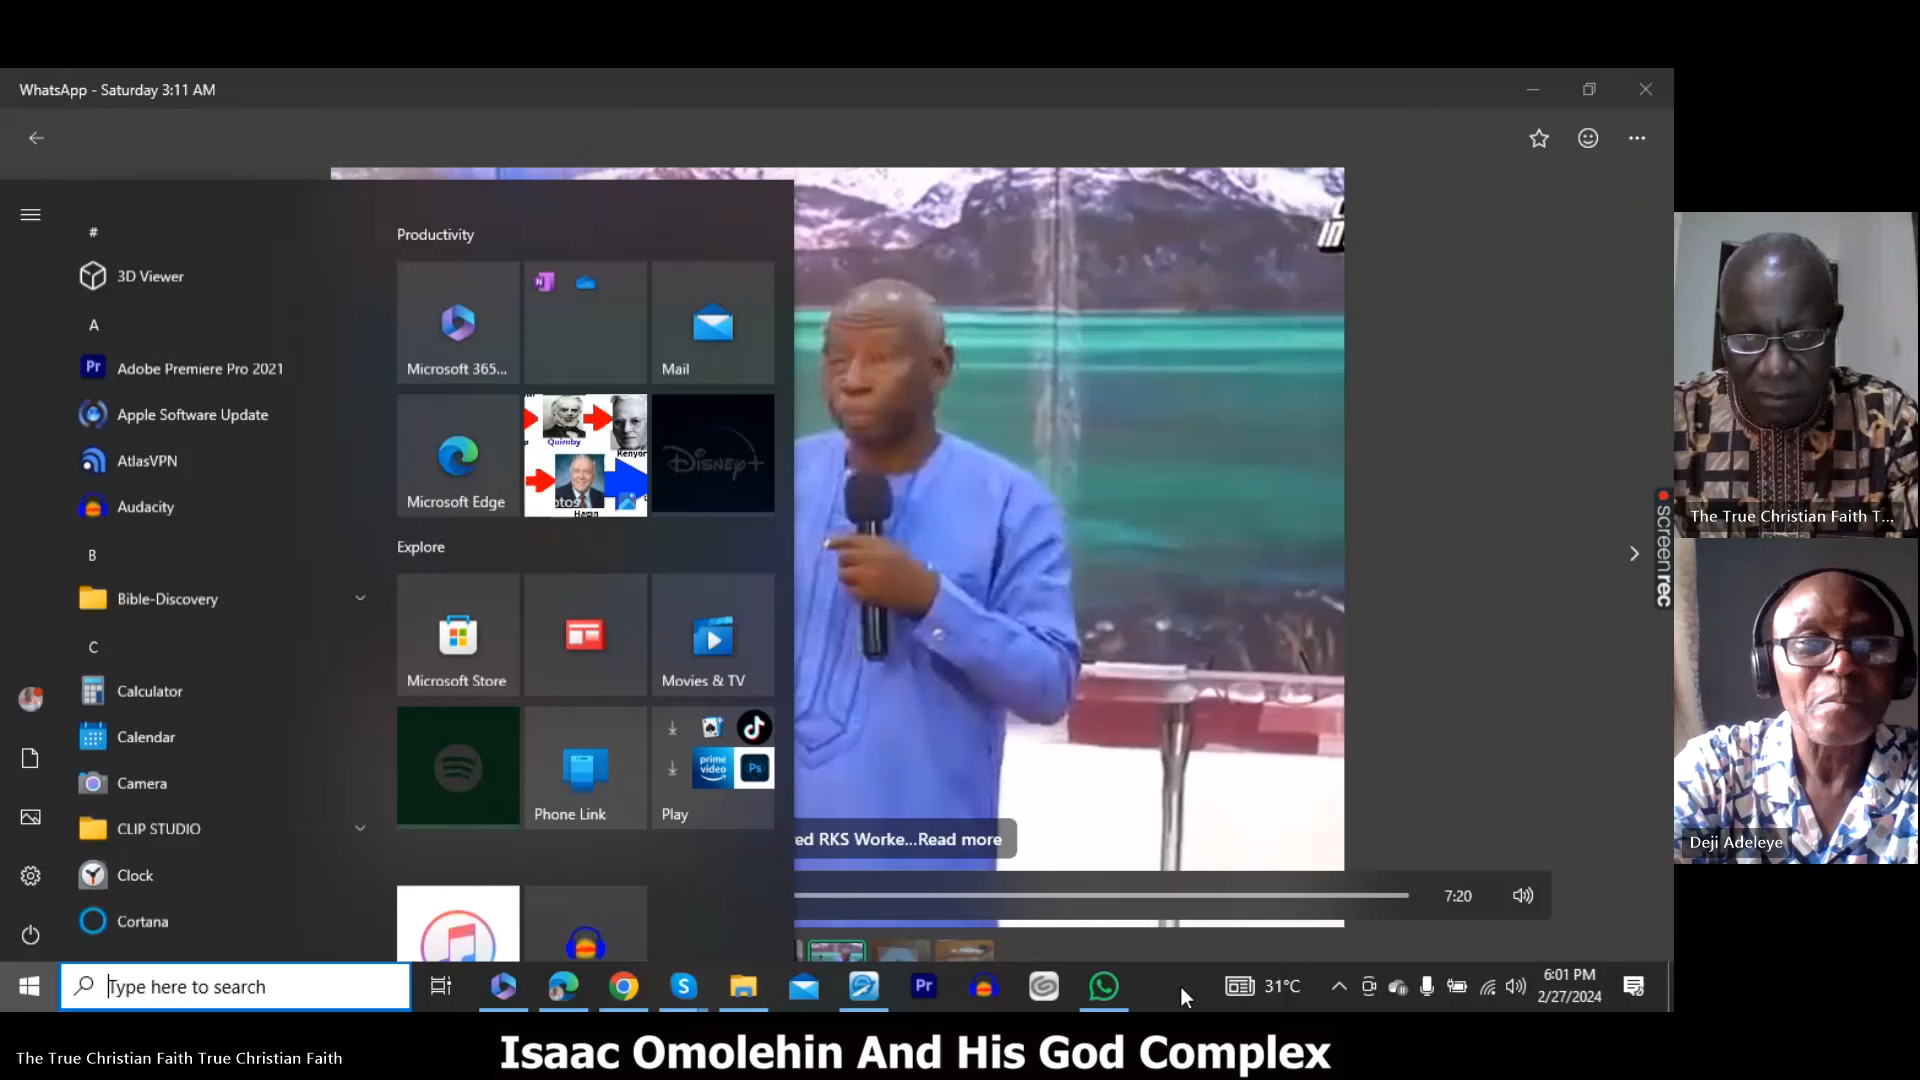 WhatsApp - Saturday 3:11 AM
#
3D Viewer
A
Adobe Premiere Pro 2021
Apple Software Update
AtlasVPN
Audacity
B
Bible-Discovery
C
Calculator
Calendar
Camera
CLIP STUDIO
Clock
Cortana
Productivity
Microsoft 365...
Mail
Microsoft Edge
Quimby
Kenyon
Hagin
Disney+
Explore
Microsoft Store
Movies & TV
Phone Link
prime video
Ps
Play
ed RKS Worke...Read more
7:20
screenrec
The True Christian Faith T...
Deji Adeleye
Type here to search
Pr
31°C
6:01 PM
2/27/2024
The True Christian Faith True Christian Faith
Isaac Omolehin And His God Complex